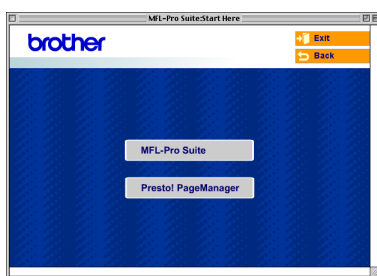 MFL-Pro Suite:Start Here
brother
Exit
Back
MFL-Pro Suite
Presto! PageManager